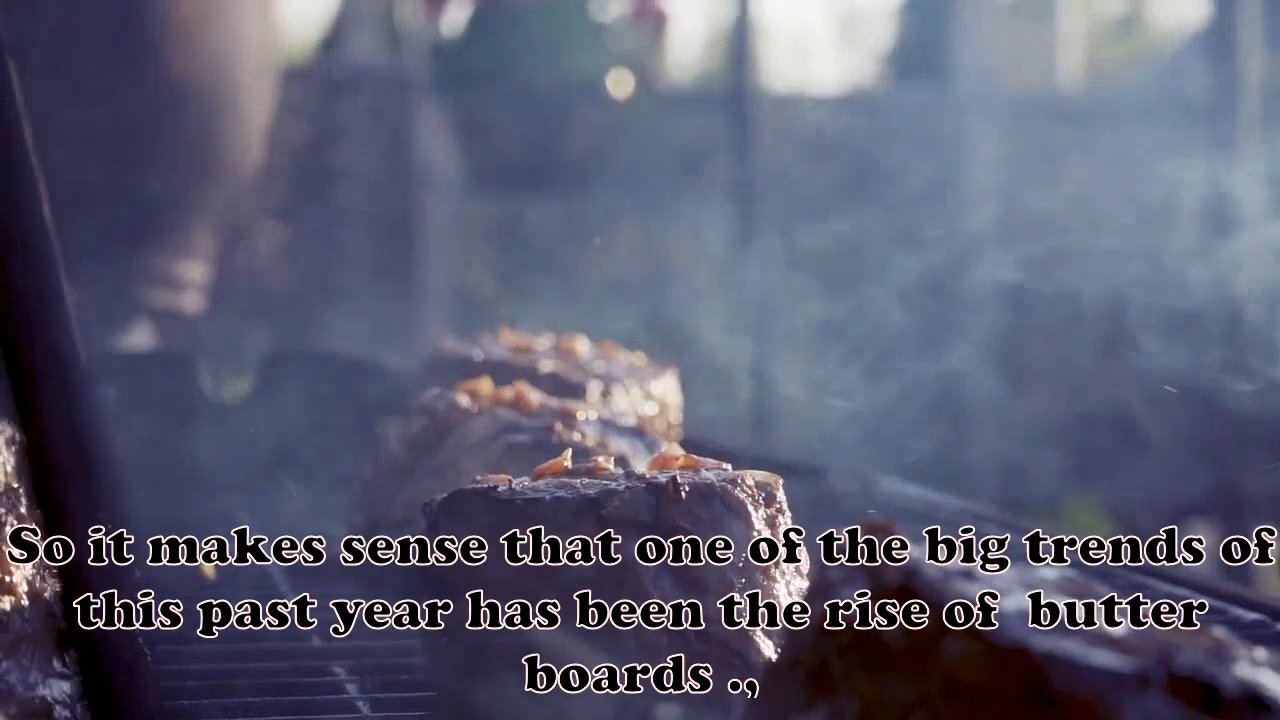 So it makes sense that one of the big trends of
this past year has been the rise of  butter
boards .,